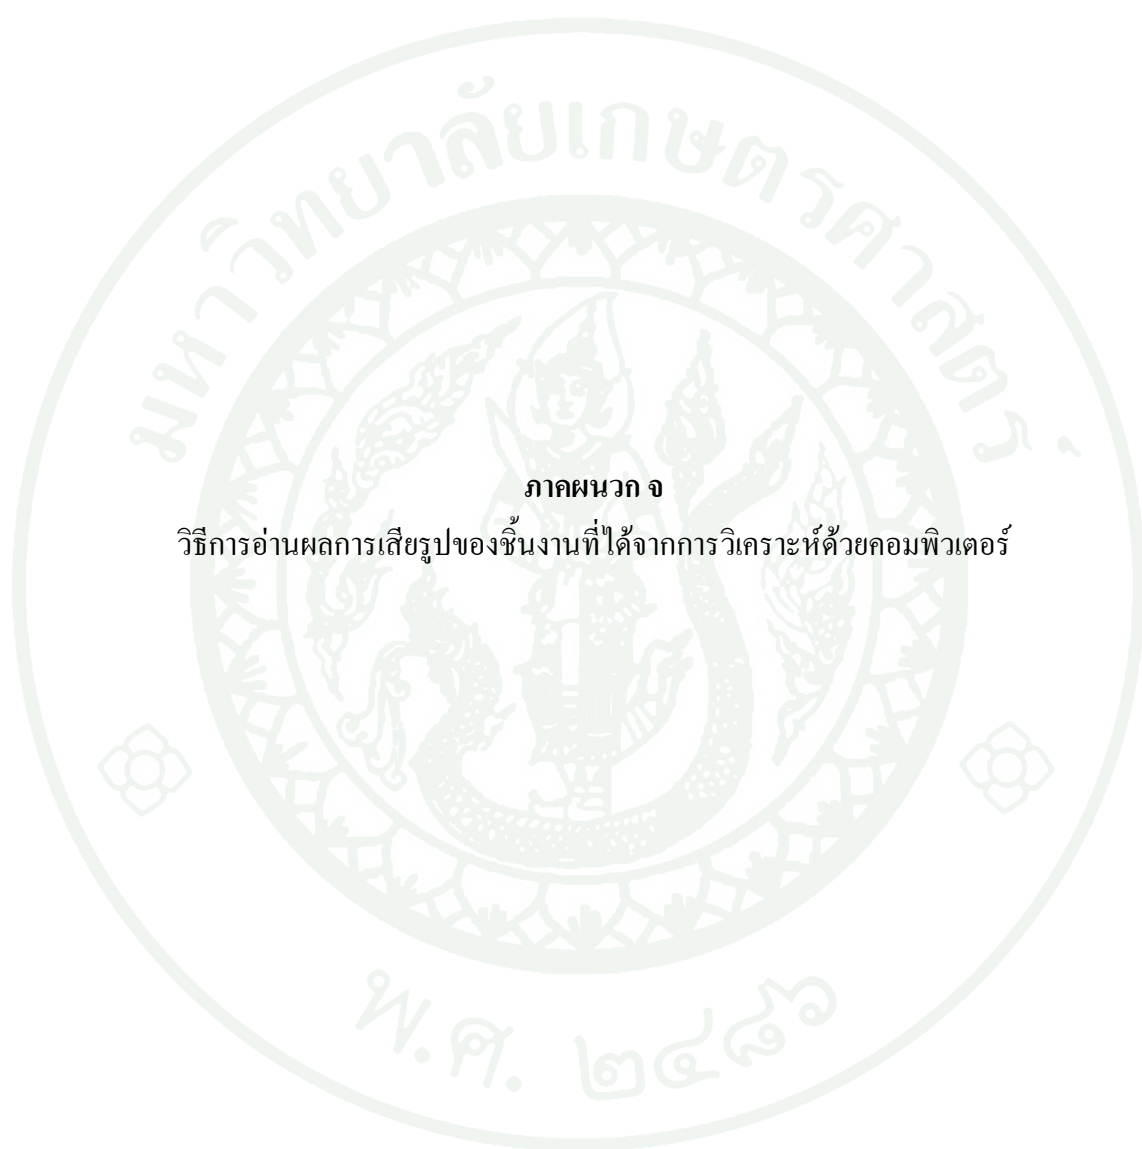 มหาวิทยาลัยเกษตรศาสตร์
ภาคผนวก จ
วิธีการอ่านผลการเสียรูปของชิ้นงานที่ได้จากการวิเคราะห์ด้วยคอมพิวเตอร์
พ.ศ. ๒๔๘๖